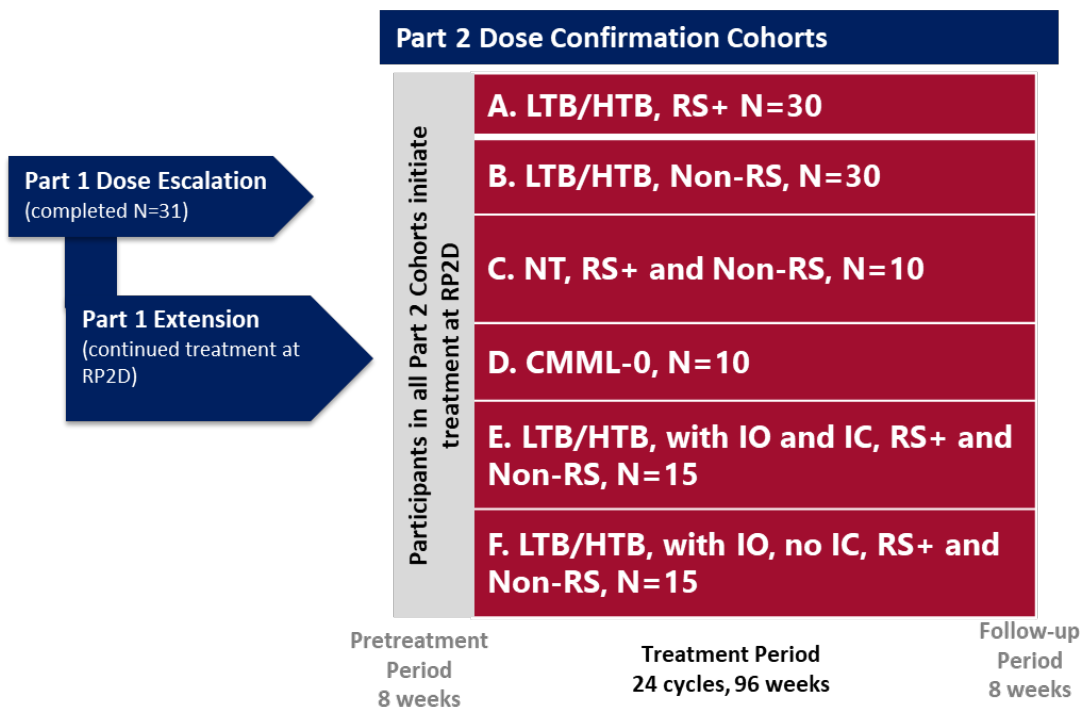 Part 2 Dose Confirmation Cohorts
Part 1 Dose Escalation
(completed N=31)
Part 1 Extension
(continued treatment at
RP2D)
Participants in all Part 2 Cohorts initiate
treatment at RP2D
A. LTB/HTB, RS+ N=30
B. LTB/HTB, Non-RS, N=30
C. NT, RS+ and Non-RS, N=10
D. CMML-0, N=10
E. LTB/HTB, with IO and IC, RS+ and
Non-RS, N=15
F. LTB/HTB, with IO, no IC, RS+ and
Non-RS, N=15
Pretreatment
Period
8 weeks
Treatment Period
24 cycles, 96 weeks
Follow-up
Period
8 weeks